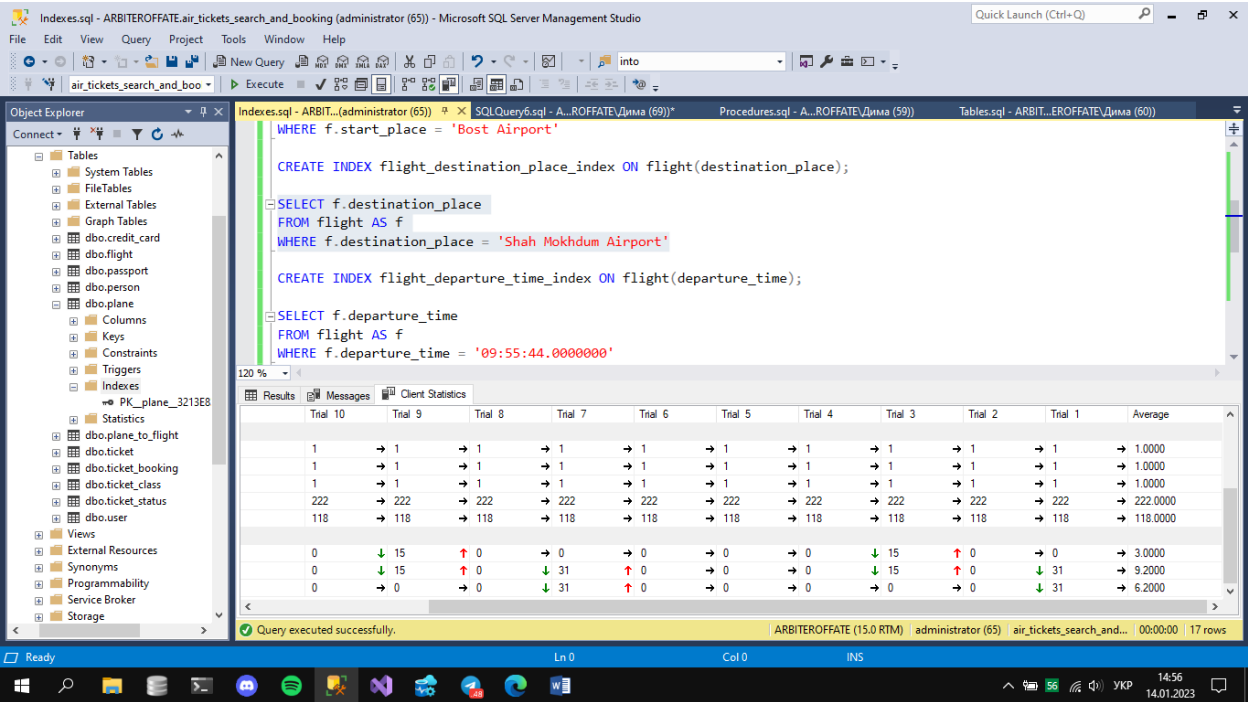 Indexes.sql - ARBITEROFFATE.air_tickets_search_and_booking (administrator (65)) - Microsoft SQL Server Management Studio
Quick Launch (Ctrl+Q)
File Edit View Query Project Tools Window Help
New Query into
air_tickets_search_and_boo Execute
Object Explorer
Connect
Tables
System Tables
FileTables
External Tables
Graph Tables
dbo.credit_card
dbo.flight
dbo.passport
dbo.person
dbo.plane
Columns
Keys
Constraints
Triggers
Indexes
PK__plane__3213E8
Statistics
dbo.plane_to_flight
dbo.ticket
dbo.ticket_booking
dbo.ticket_class
dbo.ticket_status
dbo.user
Views
External Resources
Synonyms
Programmability
Service Broker
Storage
Indexes.sql - ARBIT...(administrator (65)) SQLQuery6.sql - A...ROFFATE\Дима (69))* Procedures.sql - A...ROFFATE\Дима (59)) Tables.sql - ARBIT...EROFFATE\Дима (60))
WHERE f.start_place = 'Bost Airport'
CREATE INDEX flight_destination_place_index ON flight(destination_place);
SELECT f.destination_place
FROM flight AS f
WHERE f.destination_place = 'Shah Mokhdum Airport'
CREATE INDEX flight_departure_time_index ON flight(departure_time);
SELECT f.departure_time
FROM flight AS f
WHERE f.departure_time = '09:55:44.0000000'
120 %
Results Messages Client Statistics
Trial 10 Trial 9 Trial 8 Trial 7 Trial 6 Trial 5 Trial 4 Trial 3 Trial 2 Trial 1 Average
1 → 1 → 1 → 1 → 1 → 1 → 1 → 1 → 1 → 1 → 1.0000
1 → 1 → 1 → 1 → 1 → 1 → 1 → 1 → 1 → 1 → 1.0000
1 → 1 → 1 → 1 → 1 → 1 → 1 → 1 → 1 → 1 → 1.0000
222 → 222 → 222 → 222 → 222 → 222 → 222 → 222 → 222 → 222 → 222.0000
118 → 118 → 118 → 118 → 118 → 118 → 118 → 118 → 118 → 118 → 118.0000
0 ↓ 15 ↑ 0 → 0 → 0 → 0 → 0 ↓ 15 ↑ 0 → 0 → 3.0000
0 ↓ 15 ↑ 0 ↓ 31 ↑ 0 → 0 → 0 ↓ 15 ↑ 0 ↓ 31 → 9.2000
0 → 0 → 0 ↓ 31 ↑ 0 → 0 → 0 → 0 → 0 ↓ 31 → 6.2000
Query executed successfully. ARBITEROFFATE (15.0 RTM) administrator (65) air_tickets_search_and... 00:00:00 17 rows
Ready Ln 0 Col 0 INS
48
56 УКР 14:56
14.01.2023